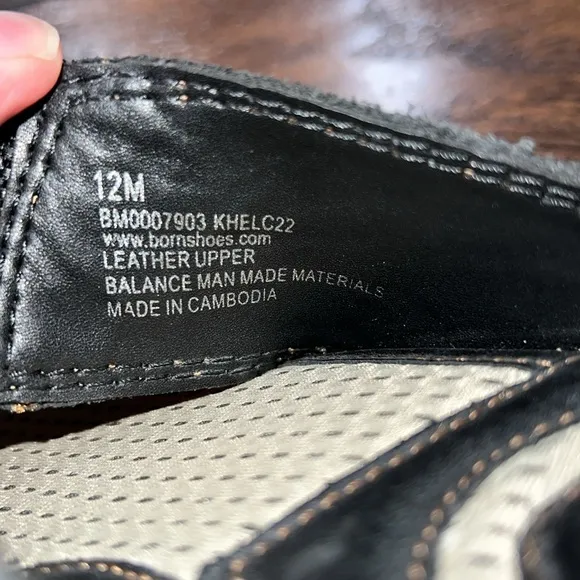 12M
BM0007903 KHELC22
www.bornshoes.com
LEATHER UPPER
BALANCE MAN MADE MATERIALS
MADE IN CAMBODIA